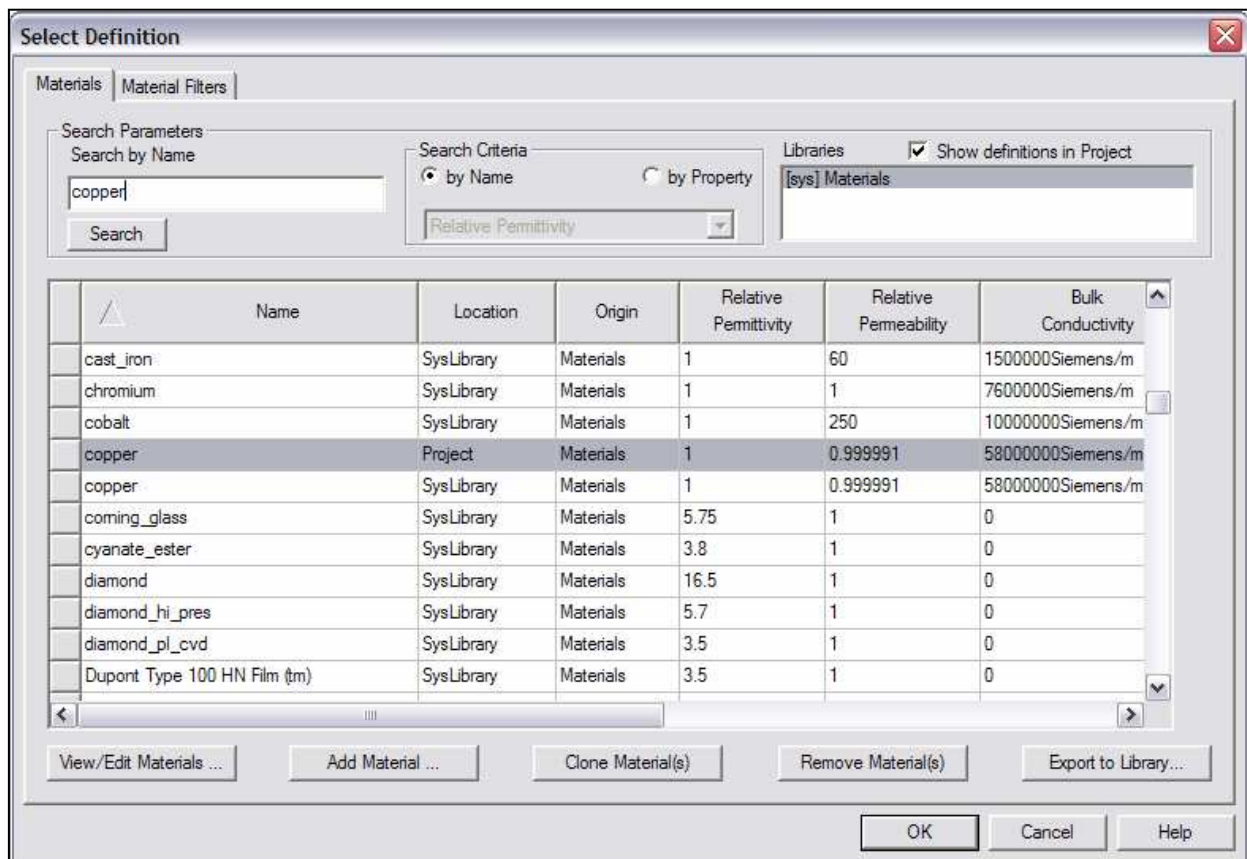 Select Definition
Materials Material Filters
Search Parameters
Search by Name
copper
Search
Search Criteria
by Name by Property
Relative Permittivity
Libraries Show definitions in Project
[sys] Materials
Name Location Origin Relative Permittivity Relative Permeability Bulk Conductivity
cast_iron SysLibrary Materials 1 60 1500000Siemens/m
chromium SysLibrary Materials 1 1 7600000Siemens/m
cobalt SysLibrary Materials 1 250 10000000Siemens/m
copper Project Materials 1 0.999991 58000000Siemens/m
copper SysLibrary Materials 1 0.999991 58000000Siemens/m
corning_glass SysLibrary Materials 5.75 1 0
cyanate_ester SysLibrary Materials 3.8 1 0
diamond SysLibrary Materials 16.5 1 0
diamond_hi_pres SysLibrary Materials 5.7 1 0
diamond_pl_cvd SysLibrary Materials 3.5 1 0
Dupont Type 100 HN Film (tm) SysLibrary Materials 3.5 1 0
View/Edit Materials ... Add Material ... Clone Material(s) Remove Material(s) Export to Library...
OK Cancel Help